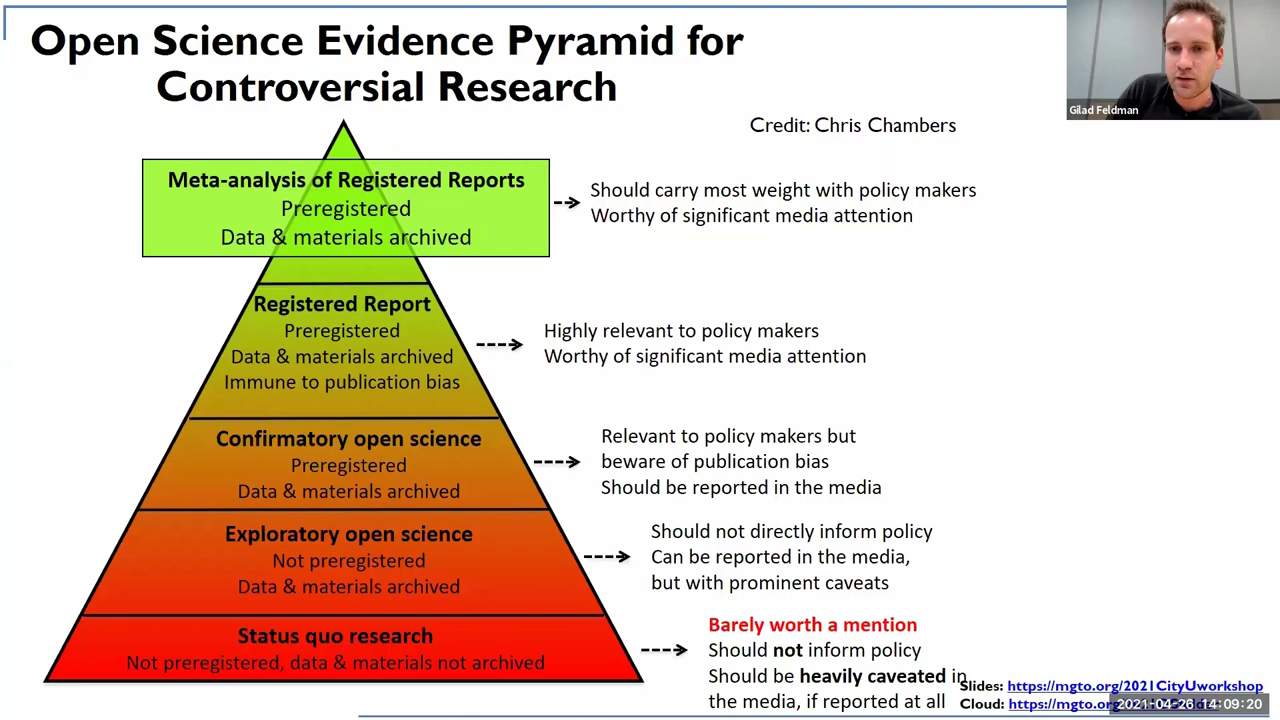 Open Science Evidence Pyramid for
Controversial Research
Gilad Feldman
Credit: Chris Chambers
Meta-analysis of Registered Reports
Preregistered
Data & materials archived
Should carry most weight with policy makers
Worthy of significant media attention
Registered Report
Preregistered
Data & materials archived
Immune to publication bias
Highly relevant to policy makers
Worthy of significant media attention
Confirmatory open science
Preregistered
Data & materials archived
Relevant to policy makers but
beware of publication bias
Should be reported in the media
Exploratory open science
Not preregistered
Data & materials archived
Should not directly inform policy
Can be reported in the media,
but with prominent caveats
Status quo research
Not preregistered, data & materials not archived
Barely worth a mention
Should not inform policy
Should be heavily caveated in
the media, if reported at all
Slides: https://mgto.org/2021CityUworkshop
Cloud:
2021-04-26 14:09:20